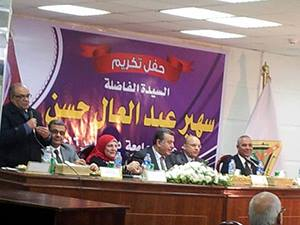 حفل تكريم
السيدة الفاضلة
سهير عبد العال حسن